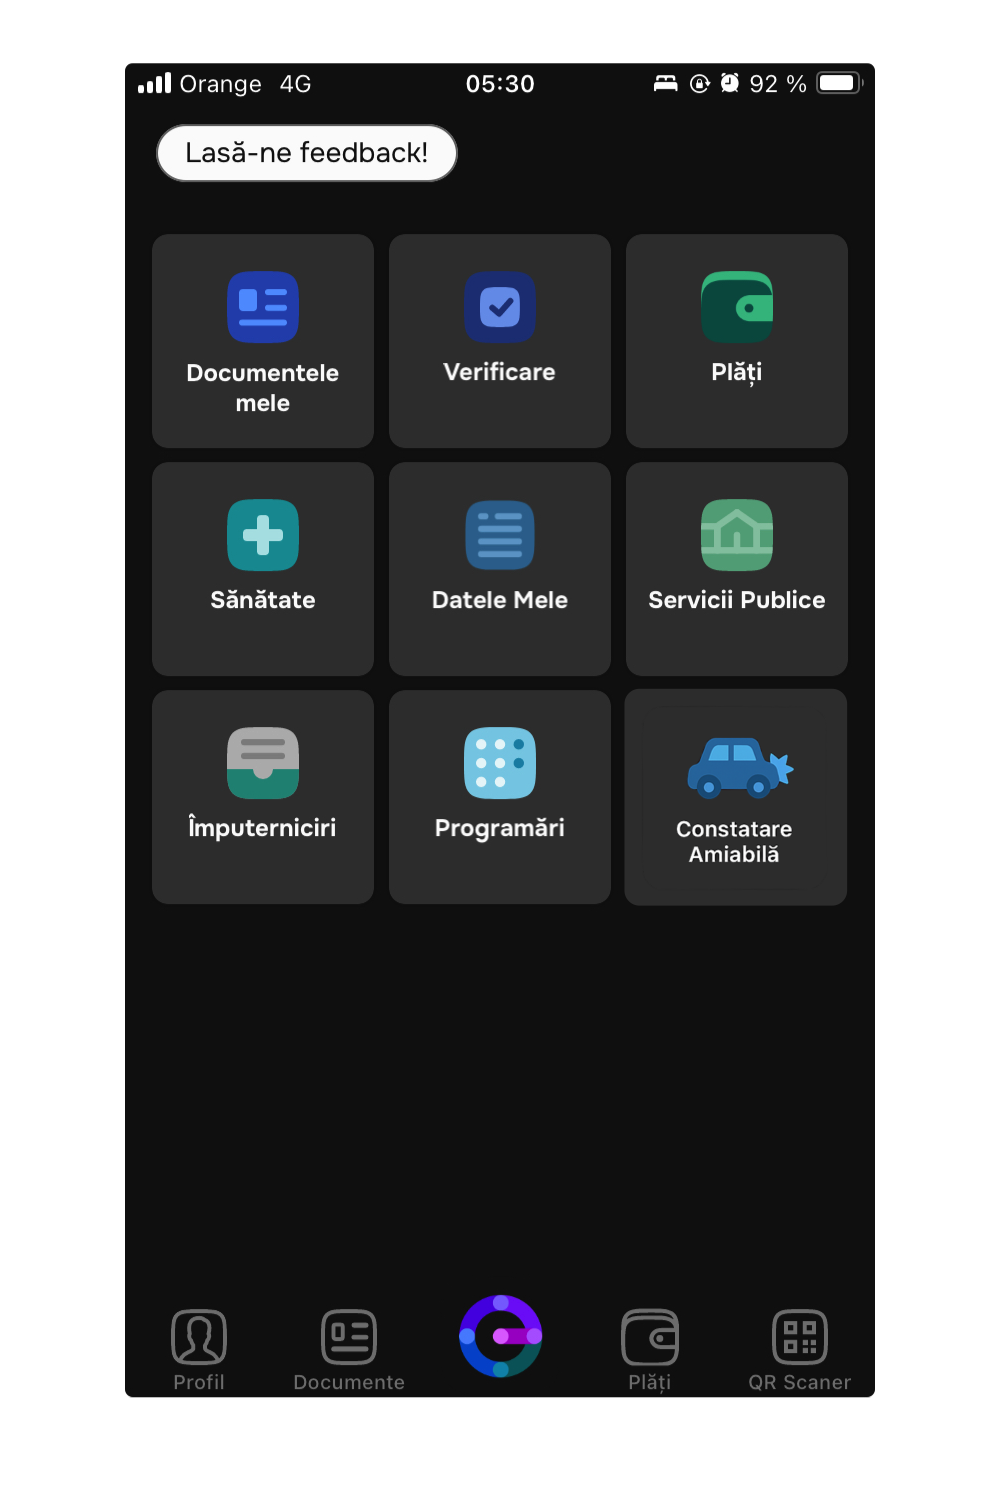 Orange 4G 05:30 92 %
Lasă-ne feedback!
Documentele
mele
Verificare
Plăți
Sănătate
Datele Mele
Servicii Publice
Împuterniciri
Programări
Constatare
Amiabilă
Profil
Documente
Plăți
QR Scaner